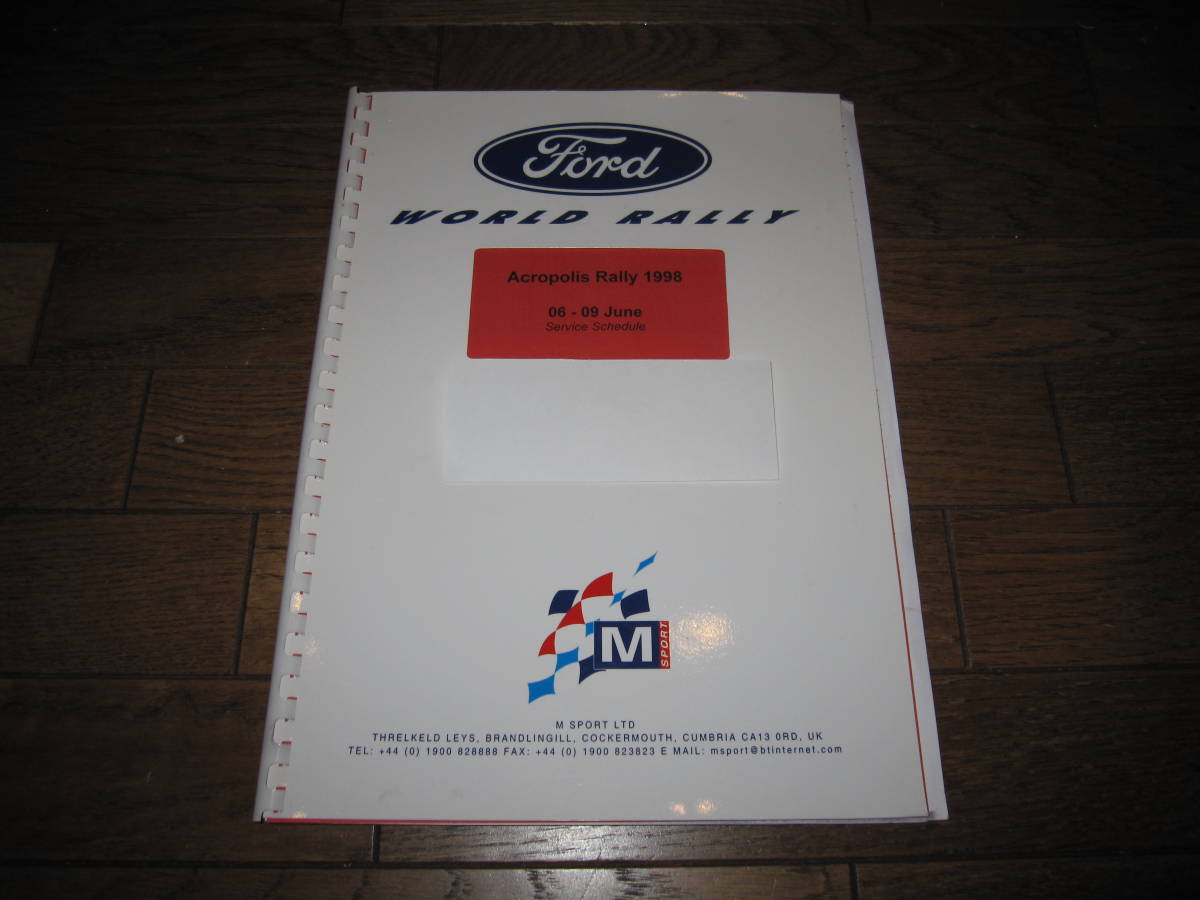 Ford
WORLD RALLY
Acropolis Rally 1998
06 - 09 June
Service Schedule
M SPORT
M SPORT LTD
THRELKELD LEYS, BRANDLINGILL, COCKERMOUTH, CUMBRIA CA13 0RD, UK
TEL: +44 (0) 1900 828888 FAX: +44 (0) 1900 823823 E MAIL: msport@btinternet.com